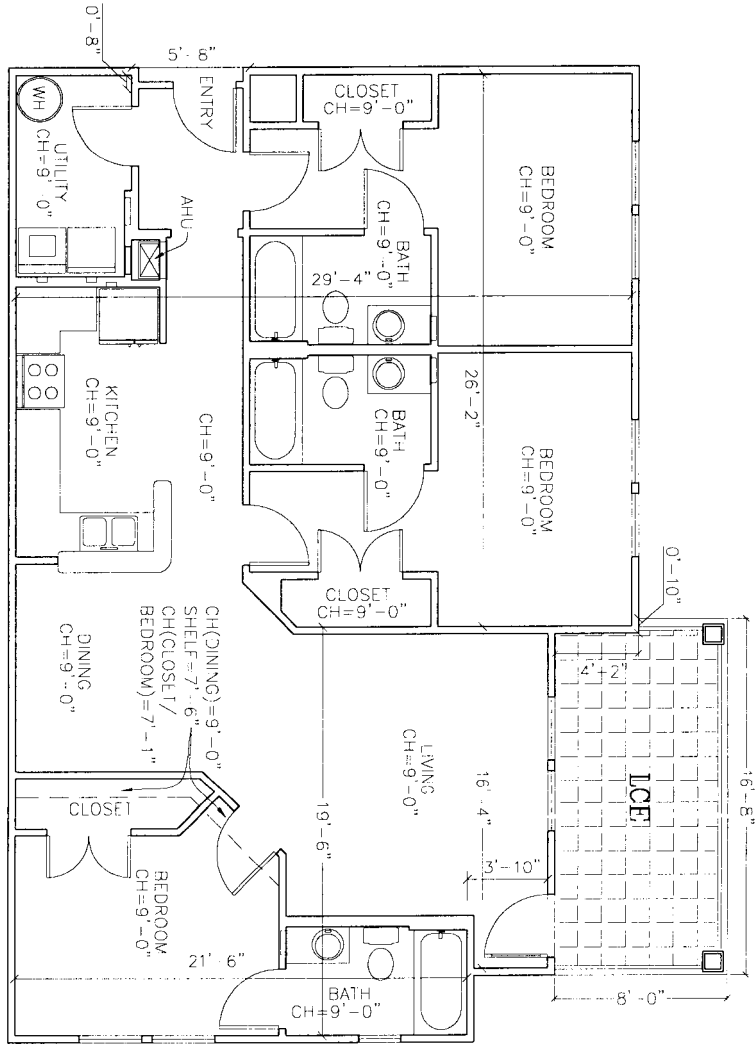 0'-8"
5'-8"
ENTRY
WH
UTILITY
CH=9'-0"
AHU
CLOSET
CH=9'-0"
BEDROOM
CH=9'-0"
BATH
CH=9'-0"
29'-4"
KITCHEN
CH=9'-0"
CH=9'-0"
BATH
CH=9'-0"
26'-2"
BEDROOM
CH=9'-0"
CLOSET
CH=9'-0"
0'-10"
DINING
CH=9'-0"
CH(DINING)=9'-0"
SHELF=7'-6"
CH(CLOSET/
BEDROOM)=7'-1"
LIVING
CH=9'-0"
4'-2"
LCE
16'-8"
16'-4"
19'-6"
3'-10"
CLOSET
BEDROOM
CH=9'-0"
21'-6"
BATH
CH=9'-0"
8'-0"